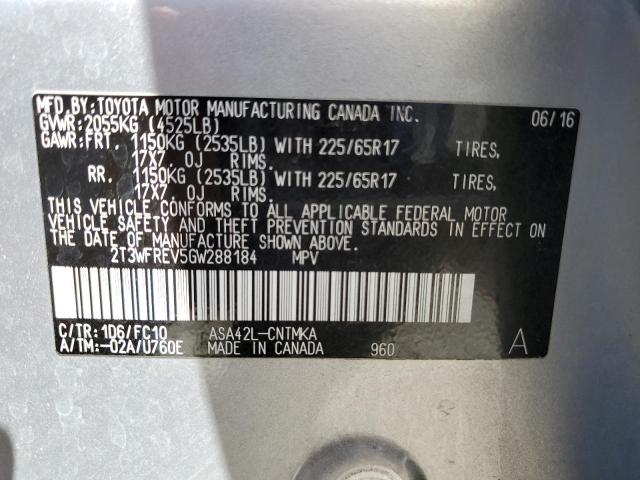 MFD.BY:TOYOTA MOTOR MANUFACTURING CANADA INC. 06/16
GVWR:2055KG (4525LB)
GAWR:FRT. 1150KG (2535LB) WITH 225/65R17 TIRES,
17X7 0J RIMS.
RR. 1150KG (2535LB) WITH 225/65R17 TIRES,
17X7 0J RIMS.
THIS VEHICLE CONFORMS TO ALL APPLICABLE FEDERAL MOTOR
VEHICLE SAFETY AND THEFT PREVENTION STANDARDS IN EFFECT ON
THE DATE OF MANUFACTURE SHOWN ABOVE.
2T3WFREV5GW288184 MPV
C/TR:1D6/FC10 ASA42L-CNTMKA
A/TM:-02A/U760E MADE IN CANADA 960 A